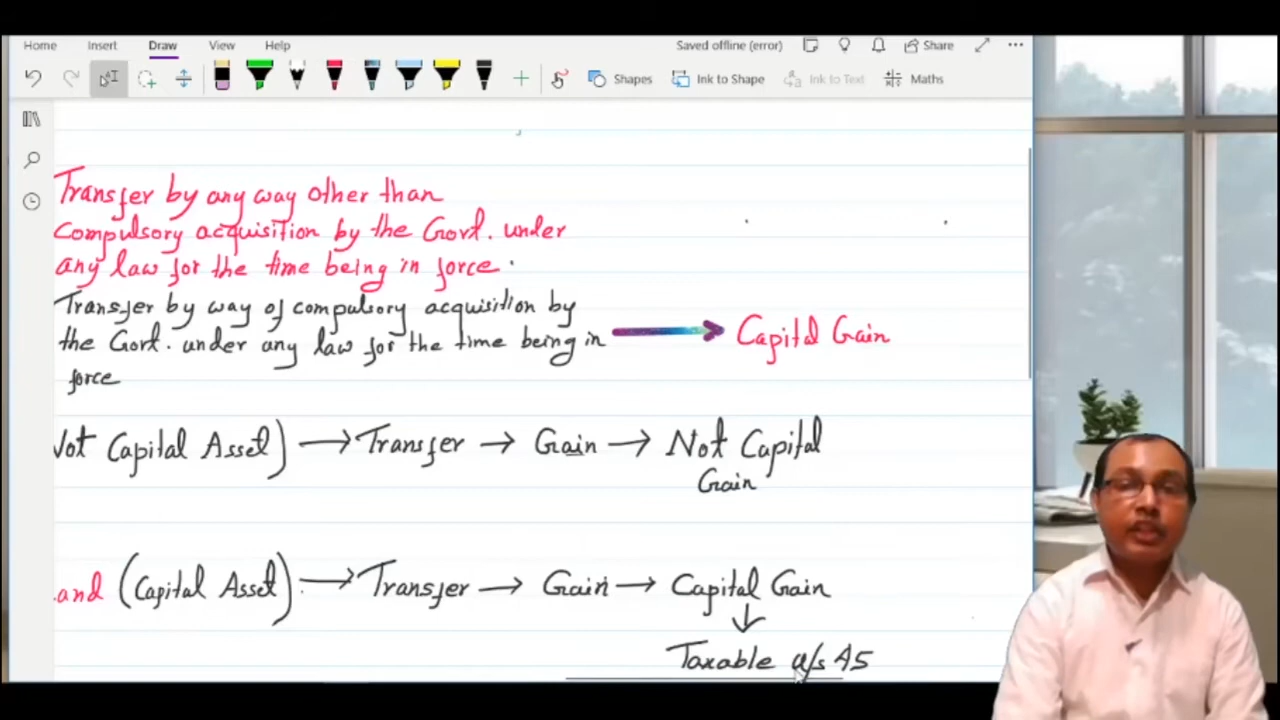 Home Insert Draw View Help Saved offline (error) Share
Shapes Ink to Shape Ink to Text Maths
Transfer by any way other than
compulsory acquisition by the Govt. under
any law for the time being in force.
Transfer by way of compulsory acquisition by
the Govt. under any law for the time being in
force
Capital Gain
Not Capital Asset) → Transfer → Gain → Not Capital
Gain
and (Capital Asset) → Transfer → Gain → Capital Gain
Taxable u/s 45